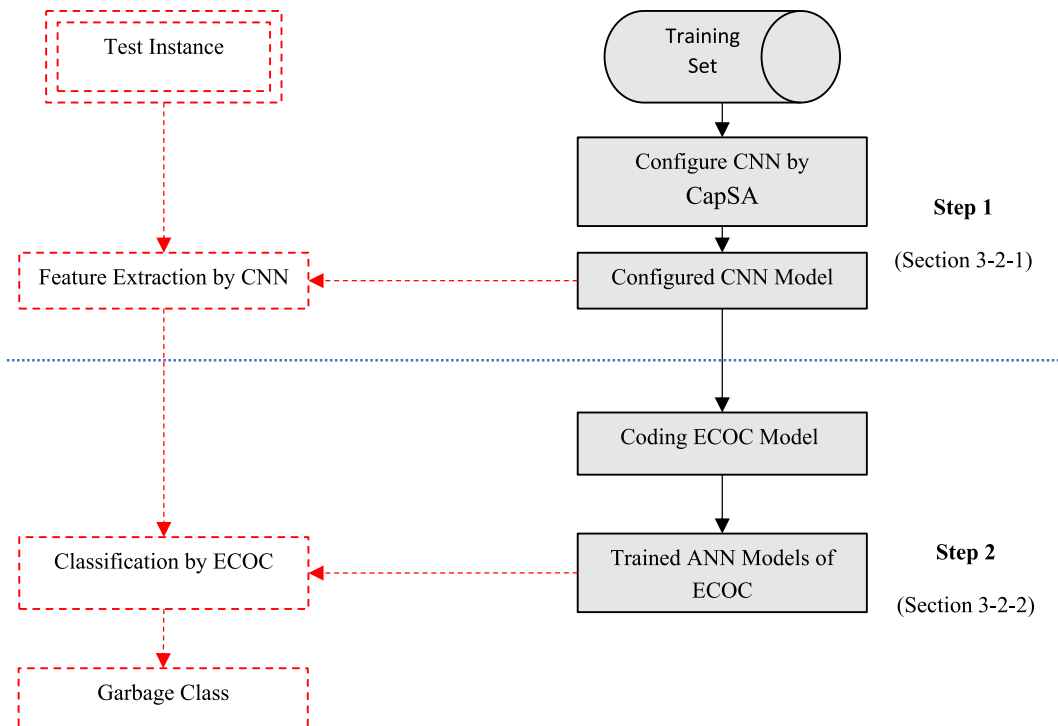 Test Instance
Training
Set
Configure CNN by
CapSA
Step 1
(Section 3-2-1)
Feature Extraction by CNN
Configured CNN Model
Coding ECOC Model
Classification by ECOC
Trained ANN Models of
ECOC
Step 2
(Section 3-2-2)
Garbage Class